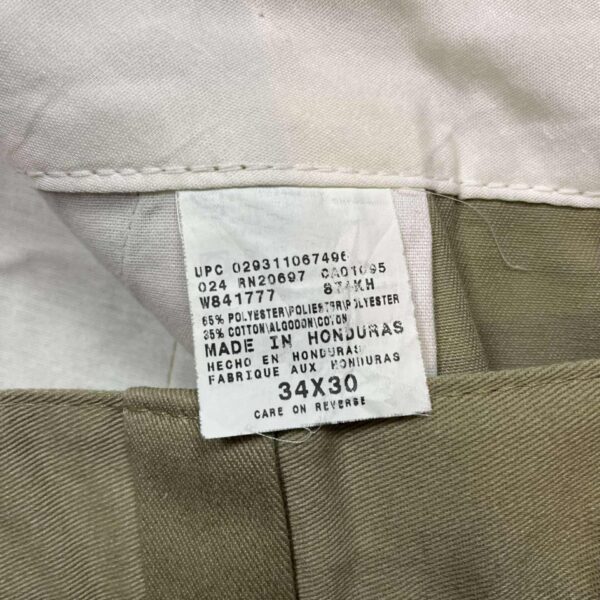 UPC 029311067496
024 RN20697 CA01095
W841777 874KH
65% POLYESTER\POLIESTER\POLYESTER
35% COTTON\ALGODON\COTON
MADE IN HONDURAS
HECHO EN HONDURAS
FABRIQUE AUX HONDURAS
34X30
CARE ON REVERSE